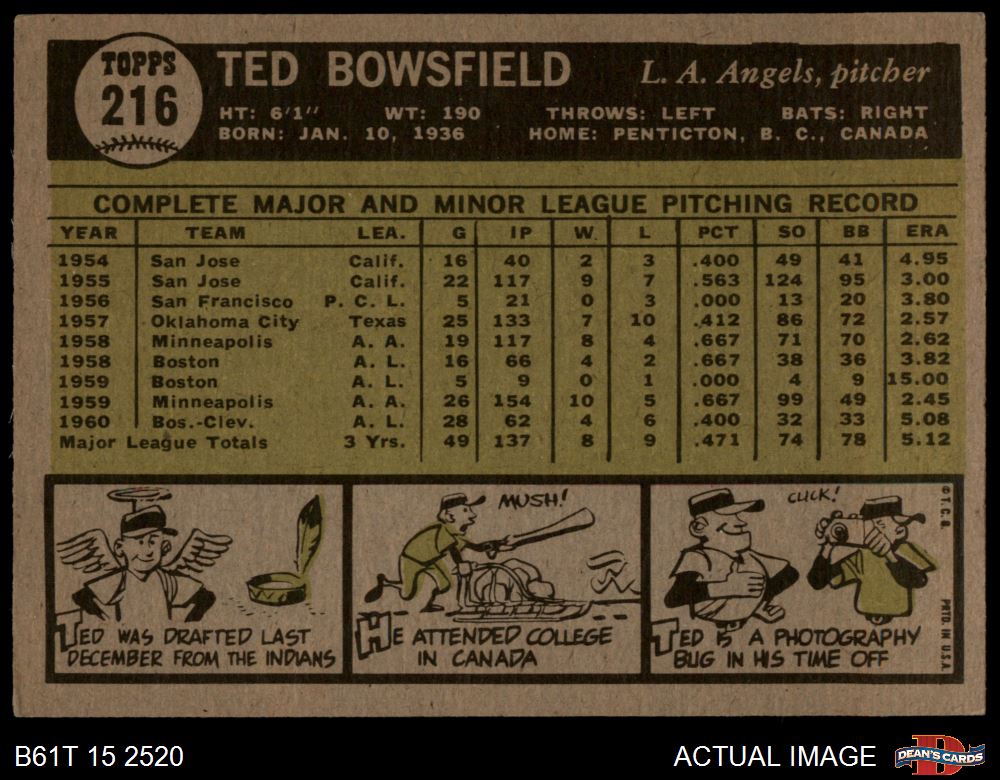 TOPPS
216
TED BOWSFIELD
L. A. Angels, pitcher
HT: 6'1" WT: 190 THROWS: LEFT BATS: RIGHT
BORN: JAN. 10, 1936 HOME: PENTICTON, B. C., CANADA
COMPLETE MAJOR AND MINOR LEAGUE PITCHING RECORD
YEAR TEAM LEA. G IP W. L PCT SO BB ERA
1954 San Jose Calif. 16 40 2 3 .400 49 41 4.95
1955 San Jose Calif. 22 117 9 7 .563 124 95 3.00
1956 San Francisco P. C. L. 5 21 0 3 .000 13 20 3.80
1957 Oklahoma City Texas 25 133 7 10 .412 86 72 2.57
1958 Minneapolis A. A. 19 117 8 4 .667 71 70 2.62
1958 Boston A. L. 16 66 4 2 .667 38 36 3.82
1959 Boston A. L. 5 9 0 1 .000 4 9 15.00
1959 Minneapolis A. A. 26 154 10 5 .667 99 49 2.45
1960 Bos.-Clev. A. L. 28 62 4 6 .400 32 33 5.08
Major League Totals 3 Yrs. 49 137 8 9 .471 74 78 5.12
TED WAS DRAFTED LAST
DECEMBER FROM THE INDIANS
MUSH!
HE ATTENDED COLLEGE
IN CANADA
CLICK!
TED IS A PHOTOGRAPHY
BUG IN HIS TIME OFF
© T. C. G.
PRTD. IN U.S.A.
B61T 15 2520
ACTUAL IMAGE
D
DEAN'S CARDS